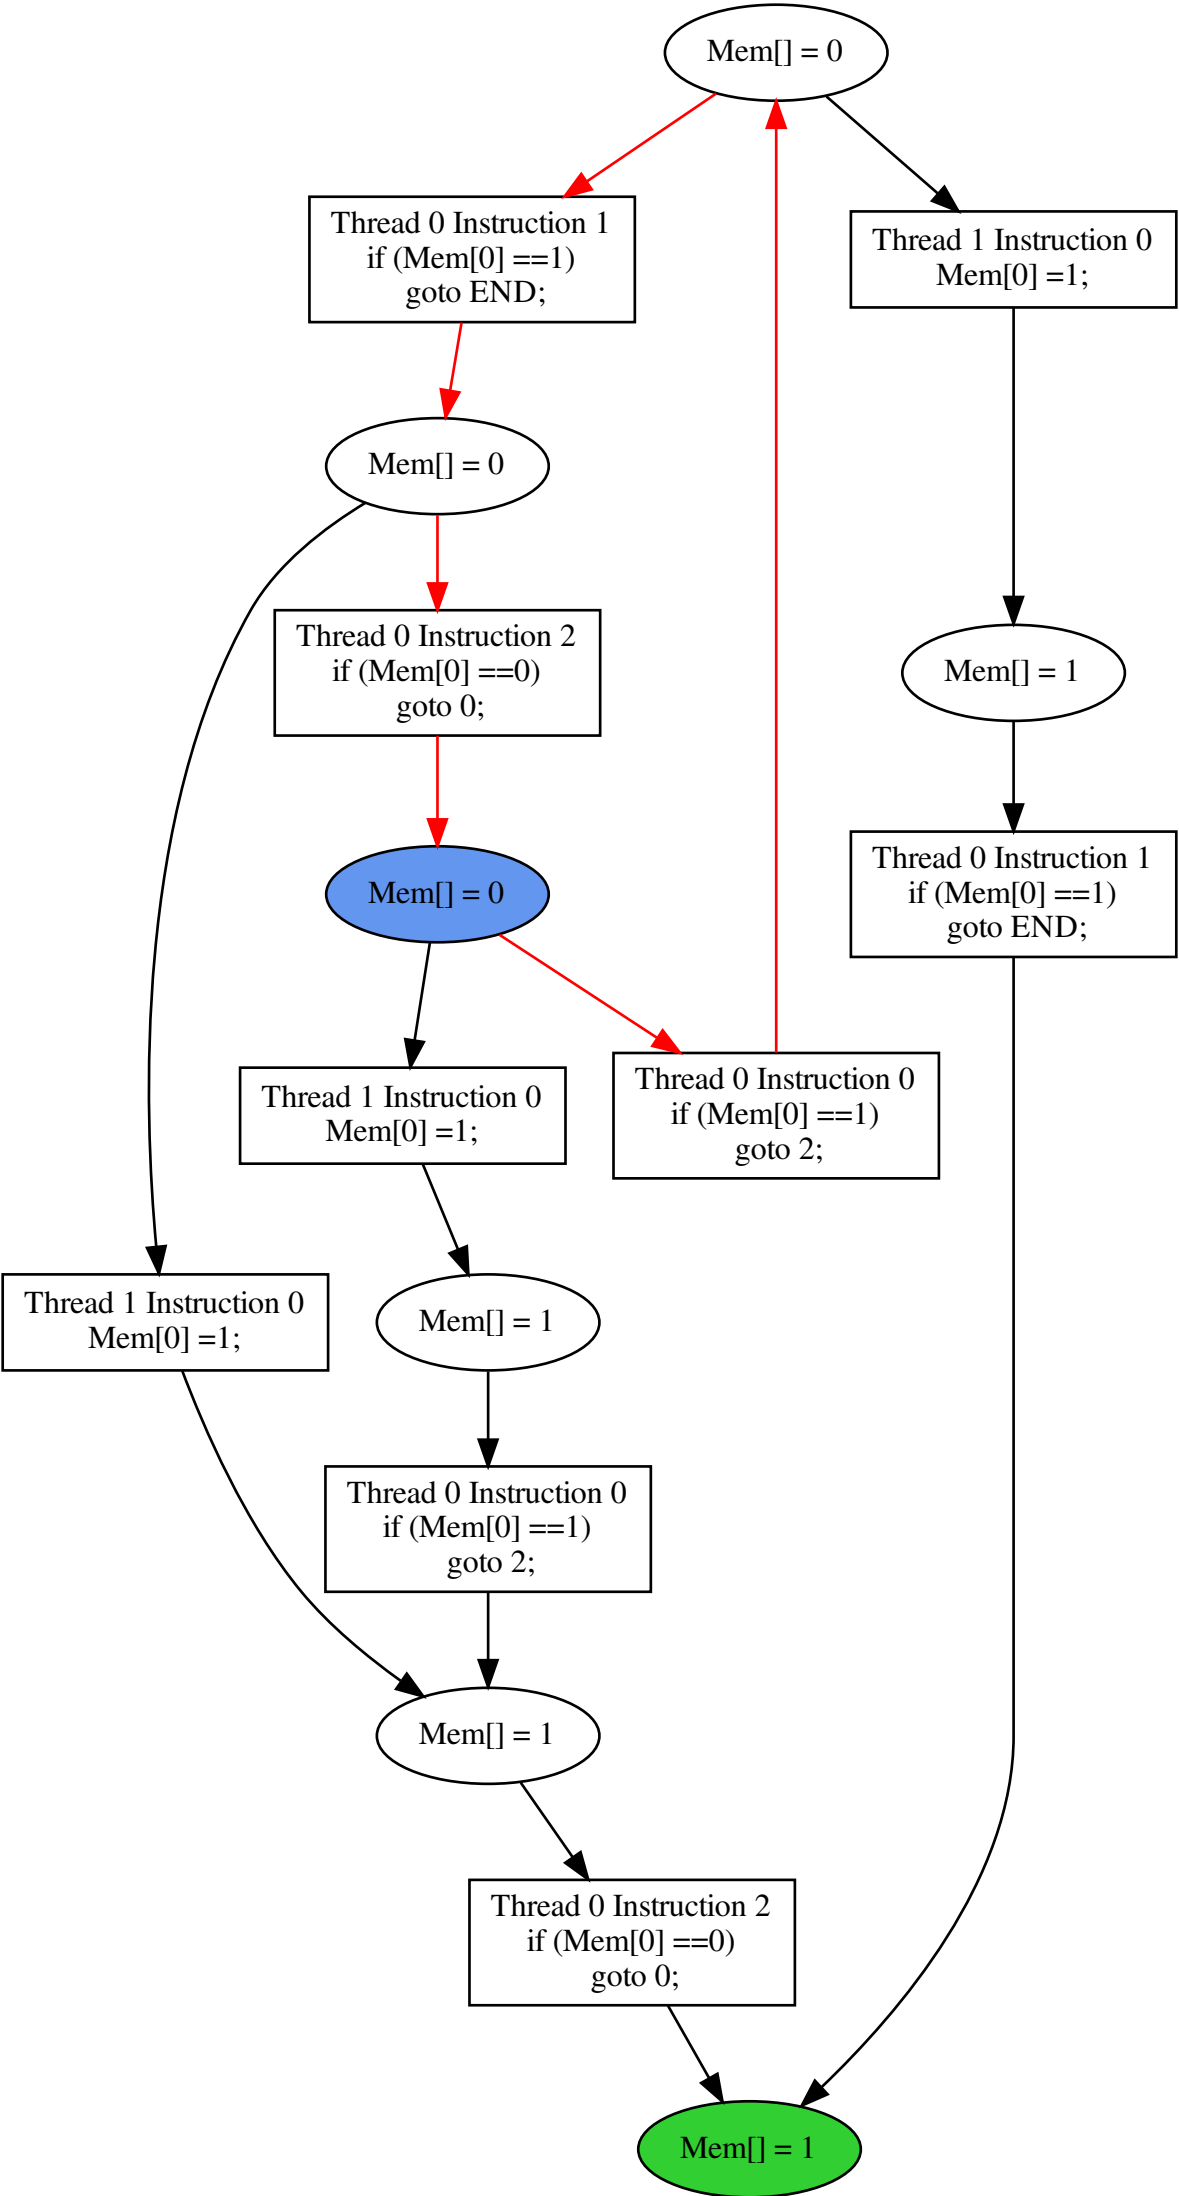 Mem[] = 0
Thread 0 Instruction 1
if (Mem[0] ==1)
goto END;
Thread 1 Instruction 0
Mem[0] =1;
Mem[] = 0
Thread 0 Instruction 2
if (Mem[0] ==0)
goto 0;
Mem[] = 1
Mem[] = 0
Thread 0 Instruction 1
if (Mem[0] ==1)
goto END;
Thread 1 Instruction 0
Mem[0] =1;
Thread 0 Instruction 0
if (Mem[0] ==1)
goto 2;
Thread 1 Instruction 0
Mem[0] =1;
Mem[] = 1
Thread 0 Instruction 0
if (Mem[0] ==1)
goto 2;
Mem[] = 1
Thread 0 Instruction 2
if (Mem[0] ==0)
goto 0;
Mem[] = 1